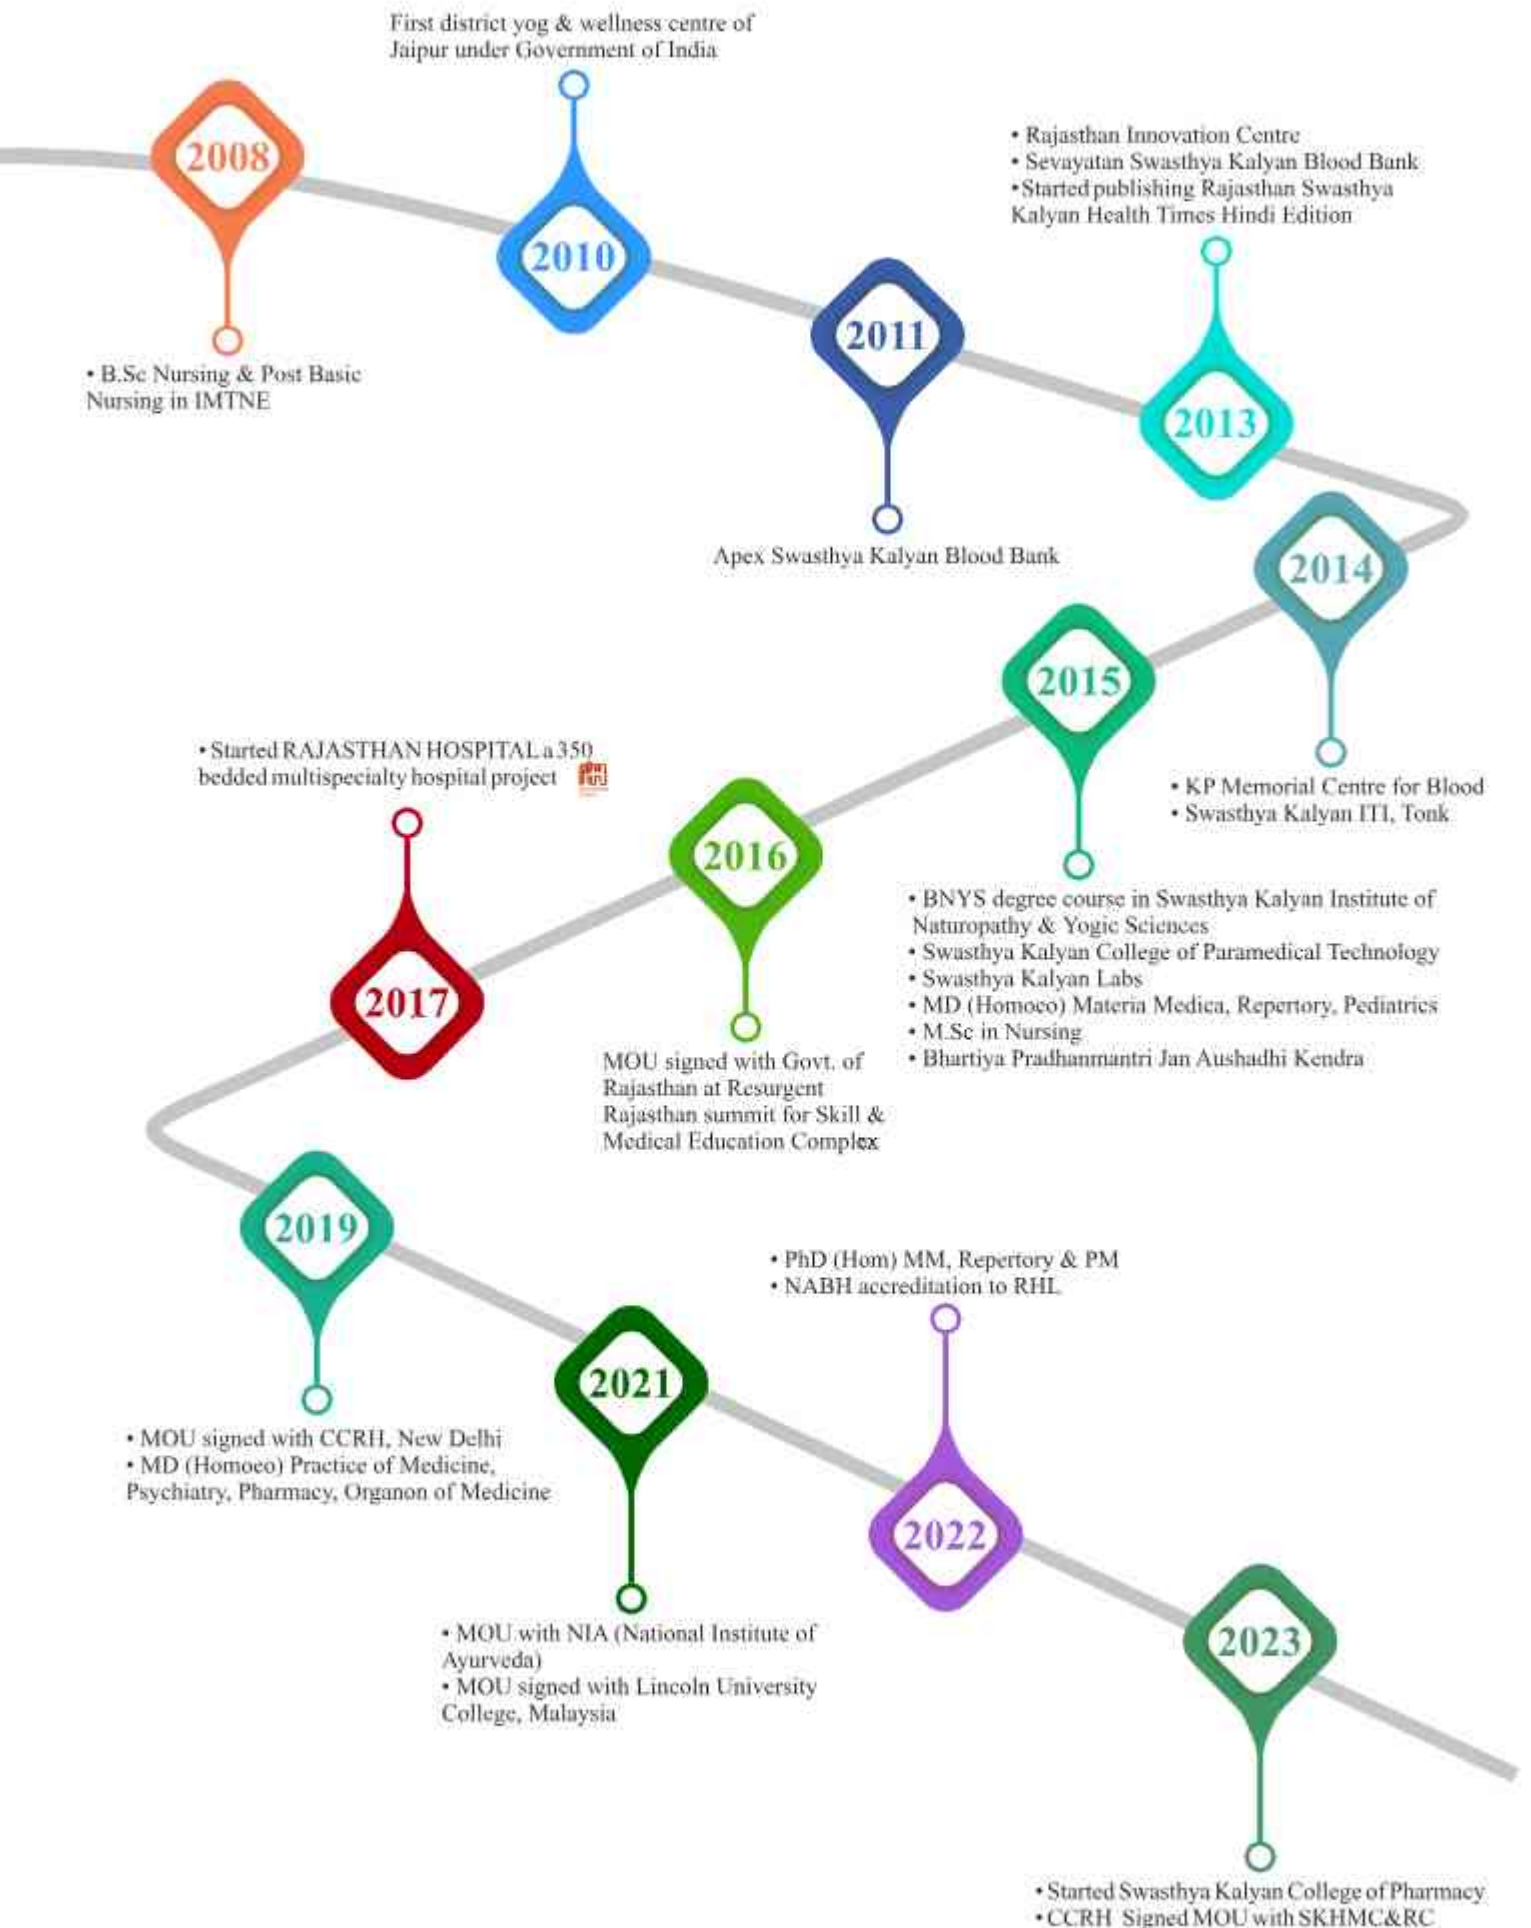 First district yog & wellness centre of
Jaipur under Government of India
2008
• B.Sc Nursing & Post Basic
Nursing in IMTNE
2010
2011
Apex Swasthya Kalyan Blood Bank
• Rajasthan Innovation Centre
• Sevayatan Swasthya Kalyan Blood Bank
• Started publishing Rajasthan Swasthya
Kalyan Health Times Hindi Edition
2013
2014
• KP Memorial Centre for Blood
• Swasthya Kalyan ITI, Tonk
2015
• BNYS degree course in Swasthya Kalyan Institute of
Naturopathy & Yogic Sciences
• Swasthya Kalyan College of Paramedical Technology
• Swasthya Kalyan Labs
• MD (Homoeo) Materia Medica, Repertory, Pediatrics
• M.Sc in Nursing
• Bhartiya Pradhanmantri Jan Aushadhi Kendra
2016
MOU signed with Govt. of
Rajasthan at Resurgent
Rajasthan summit for Skill &
Medical Education Complex
• Started RAJASTHAN HOSPITAL a 350
bedded multispecialty hospital project
2017
2019
• MOU signed with CCRH, New Delhi
• MD (Homoeo) Practice of Medicine,
Psychiatry, Pharmacy, Organon of Medicine
2021
• MOU with NIA (National Institute of
Ayurveda)
• MOU signed with Lincoln University
College, Malaysia
• PhD (Hom) MM, Repertory & PM
• NABH accreditation to RHL
2022
2023
• Started Swasthya Kalyan College of Pharmacy
• CCRH Signed MOU with SKHMC&RC